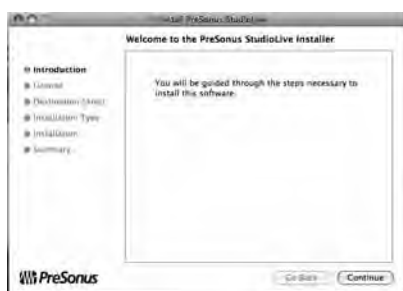 Install PreSonus StudioLive
Welcome to the PreSonus StudioLive Installer
Introduction
License
Destination Select
Installation Type
Installation
Summary
You will be guided through the steps necessary to
install this software.
PreSonus
Go Back
Continue